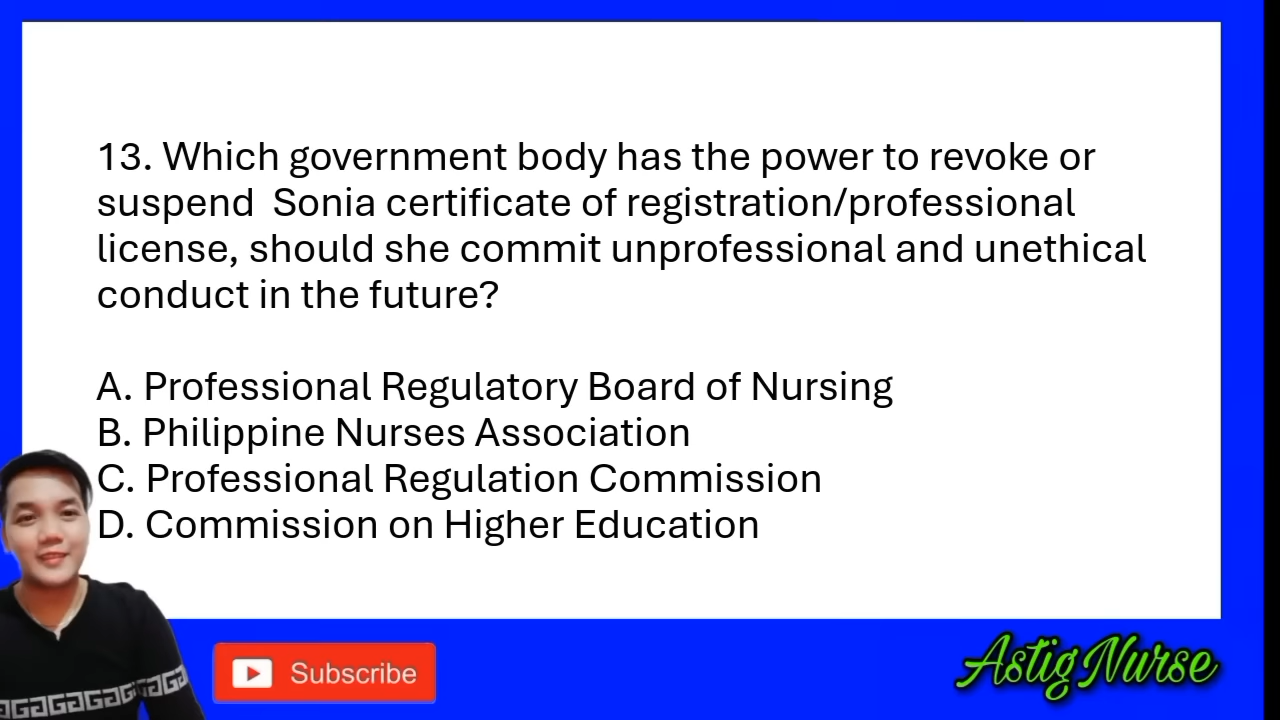 13. Which government body has the power to revoke or
suspend  Sonia certificate of registration/professional
license, should she commit unprofessional and unethical
conduct in the future?
A. Professional Regulatory Board of Nursing
B. Philippine Nurses Association
C. Professional Regulation Commission
D. Commission on Higher Education
Subscribe
Astig Nurse